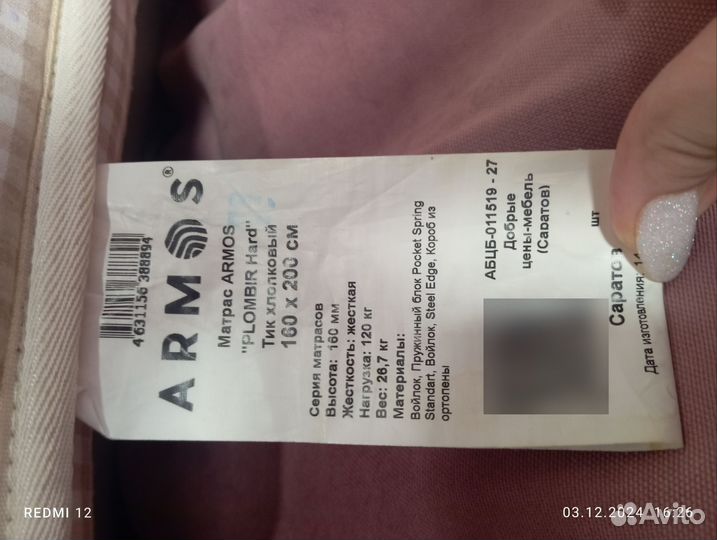 ARMOS®
4 631156 388894
Матрас ARMOS
"PLOMBIR Hard"
Тик хлопковый
160 x 200 СМ
Серия матрасов
Высота: 160 мм
Жесткость: жесткая
Нагрузка: 120 кг
Вес: 26,7 кг
Материалы:
Войлок, Пружинный блок Pocket Spring
Standart, Войлок, Steel Edge, Короб из
ортопены
АБЦБ-011519 - 27
Добрые
цены-мебель
(Саратов)
шт
Саратов
Дата изготовления:
REDMI 12
03.12.2024 16:26
Avito